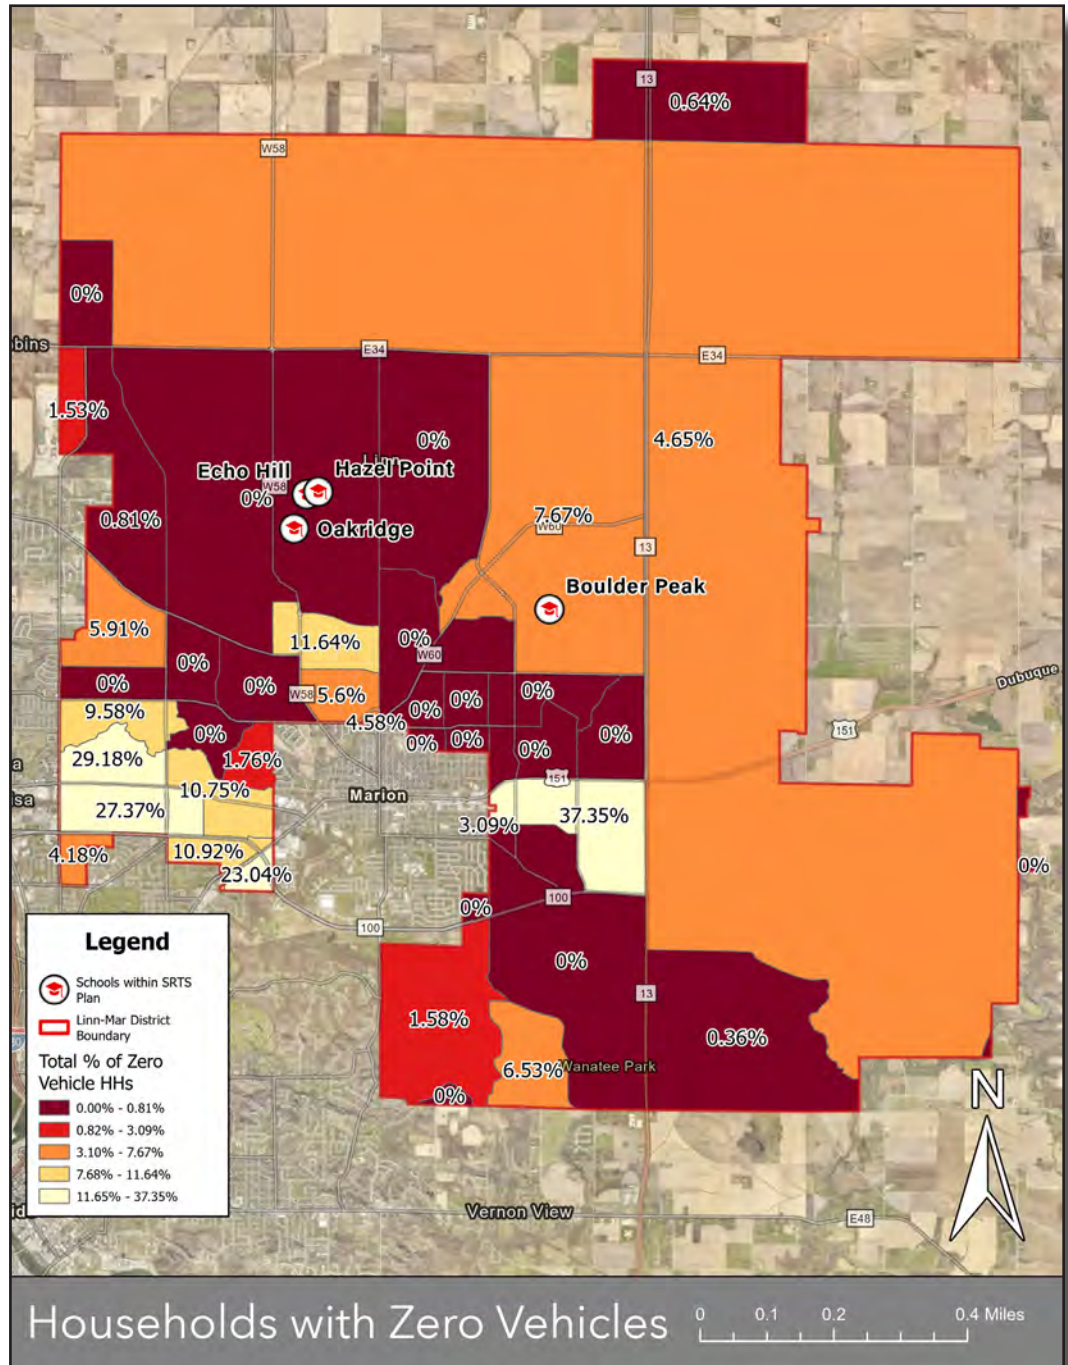 13
0.64%
W58
0%
bins
E34
E34
1.53%
0%
4.65%
Echo Hill
Hazel Point
W58
0%
Oakridge
0.81%
7.67%
W60
13
Boulder Peak
5.91%
11.64%
0%
W60
0%
0%
0%
W58
5.6%
0%
0%
0%
Dubuque
9.58%
4.58%
0%
0%
0%
0%
0%
151
29.18%
1.76%
a
10.75%
151
isa
Marion
27.37%
3.09%
37.35%
4.18%
10.92%
23.04%
0%
0%
100
100
Legend
Schools within SRTS
Plan
Linn-Mar District
Boundary
Total % of Zero
Vehicle HHs
0.00% - 0.81%
0.82% - 3.09%
3.10% - 7.67%
7.68% - 11.64%
11.65% - 37.35%
0%
13
1.58%
0.36%
6.53%
Wanatee Park
0%
N
Vernon View
E48
Households with Zero Vehicles
0 0.1 0.2 0.4 Miles